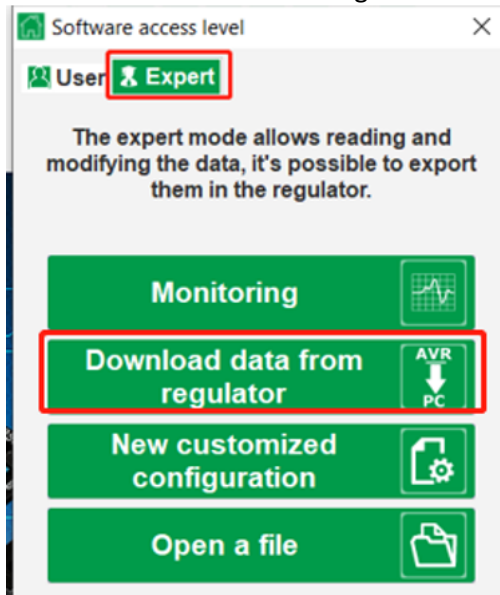 Software access level
User Expert
The expert mode allows reading and
modifying the data, it's possible to export
them in the regulator.
Monitoring
Download data from
regulator
AVR
PC
New customized
configuration
Open a file